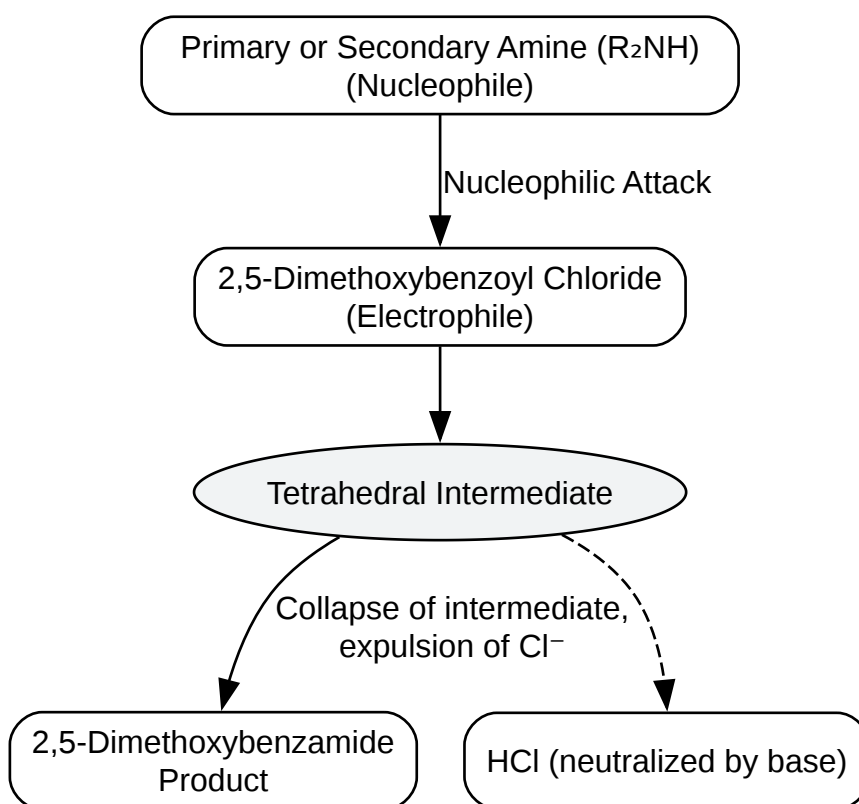 Primary or Secondary Amine (R₂NH)
(Nucleophile)
Nucleophilic Attack
2,5-Dimethoxybenzoyl Chloride
(Electrophile)
Tetrahedral Intermediate
Collapse of intermediate,
expulsion of Cl⁻
2,5-Dimethoxybenzamide
Product
HCl (neutralized by base)